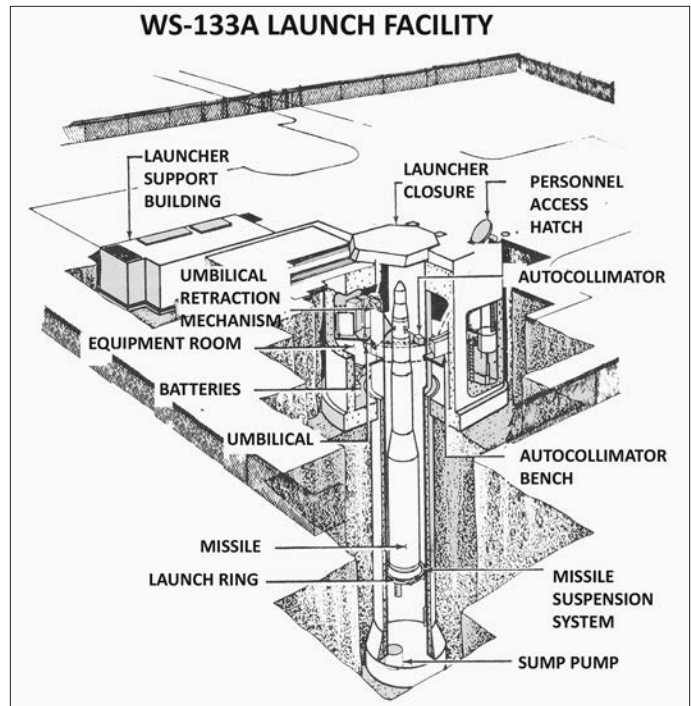 WS-133A LAUNCH FACILITY
LAUNCHER
SUPPORT
BUILDING
LAUNCHER
CLOSURE
PERSONNEL
ACCESS
HATCH
UMBILICAL
RETRACTION
MECHANISM
AUTOCOLLIMATOR
EQUIPMENT ROOM
BATTERIES
UMBILICAL
AUTOCOLLIMATOR
BENCH
MISSILE
LAUNCH RING
MISSILE
SUSPENSION
SYSTEM
SUMP PUMP